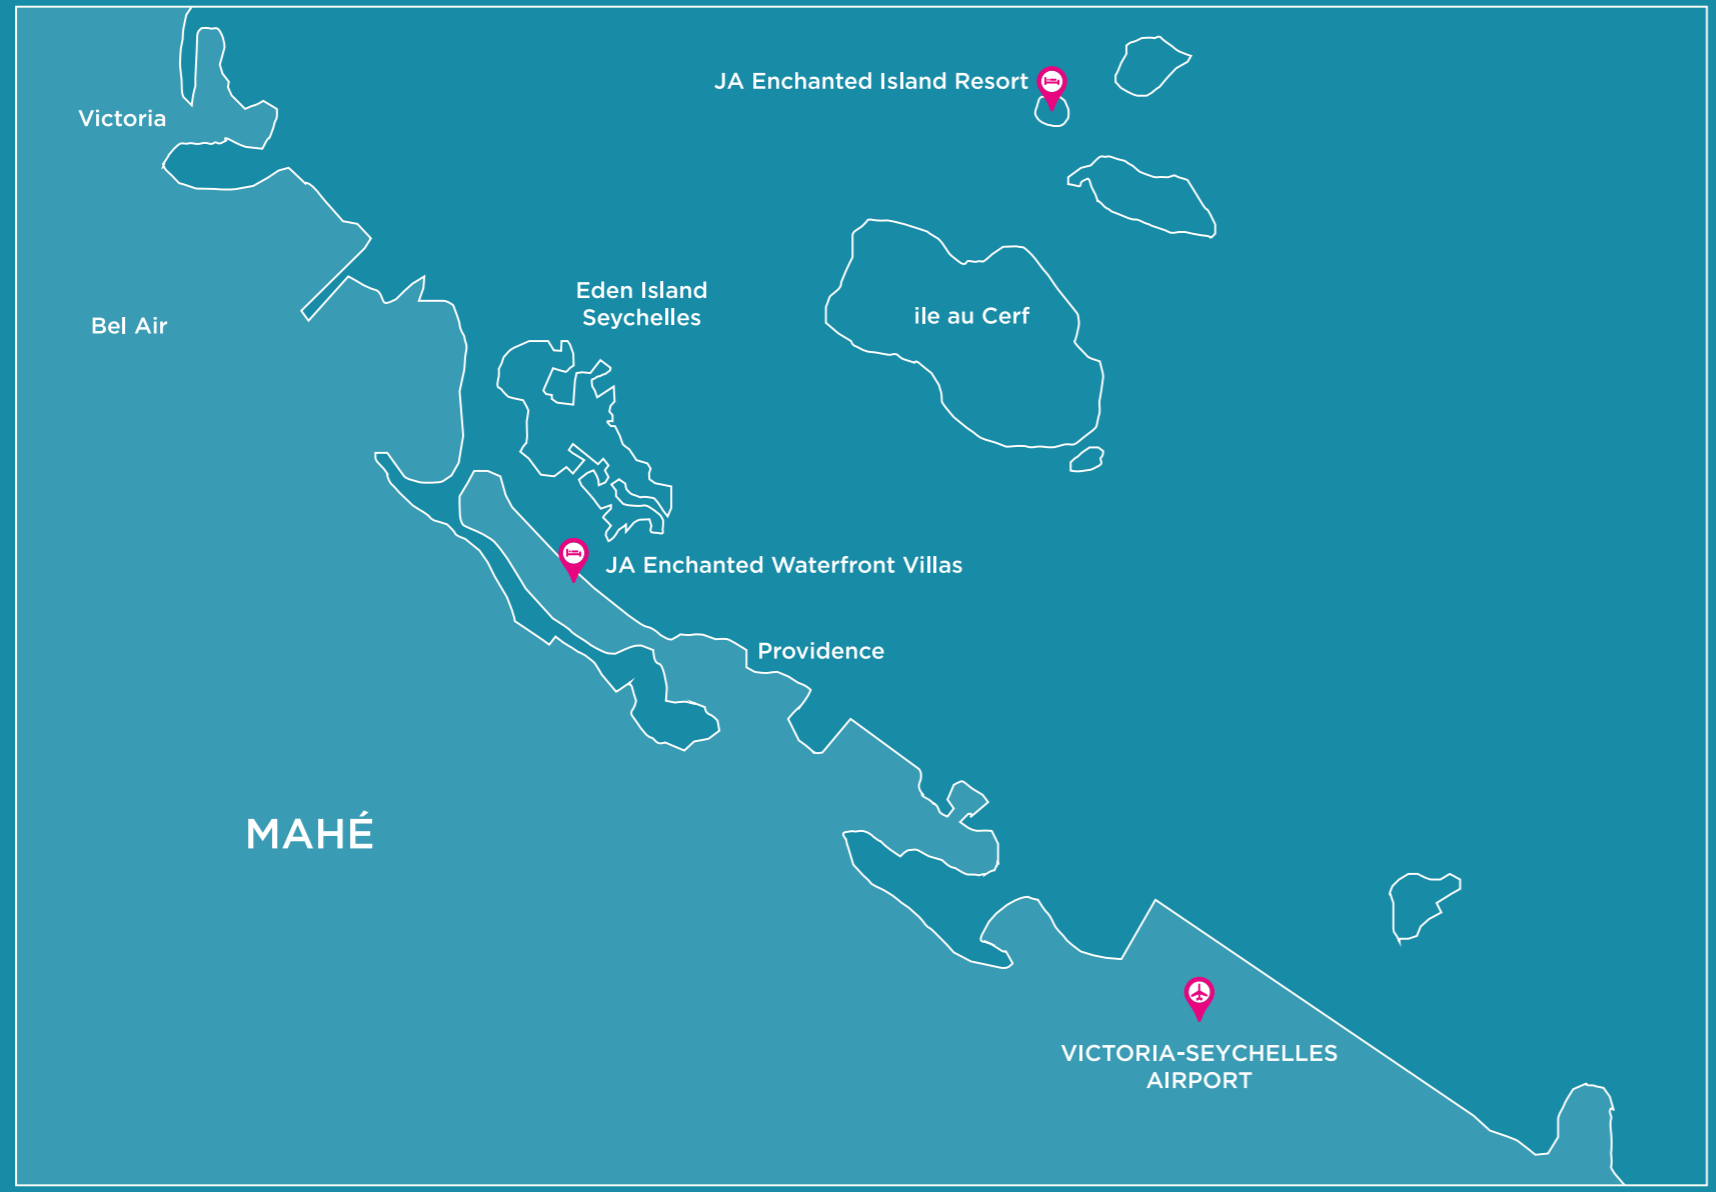 JA Enchanted Island Resort
Victoria
Eden Island
Seychelles
ile au Cerf
Bel Air
JA Enchanted Waterfront Villas
Providence
MAHÉ
VICTORIA-SEYCHELLES
AIRPORT